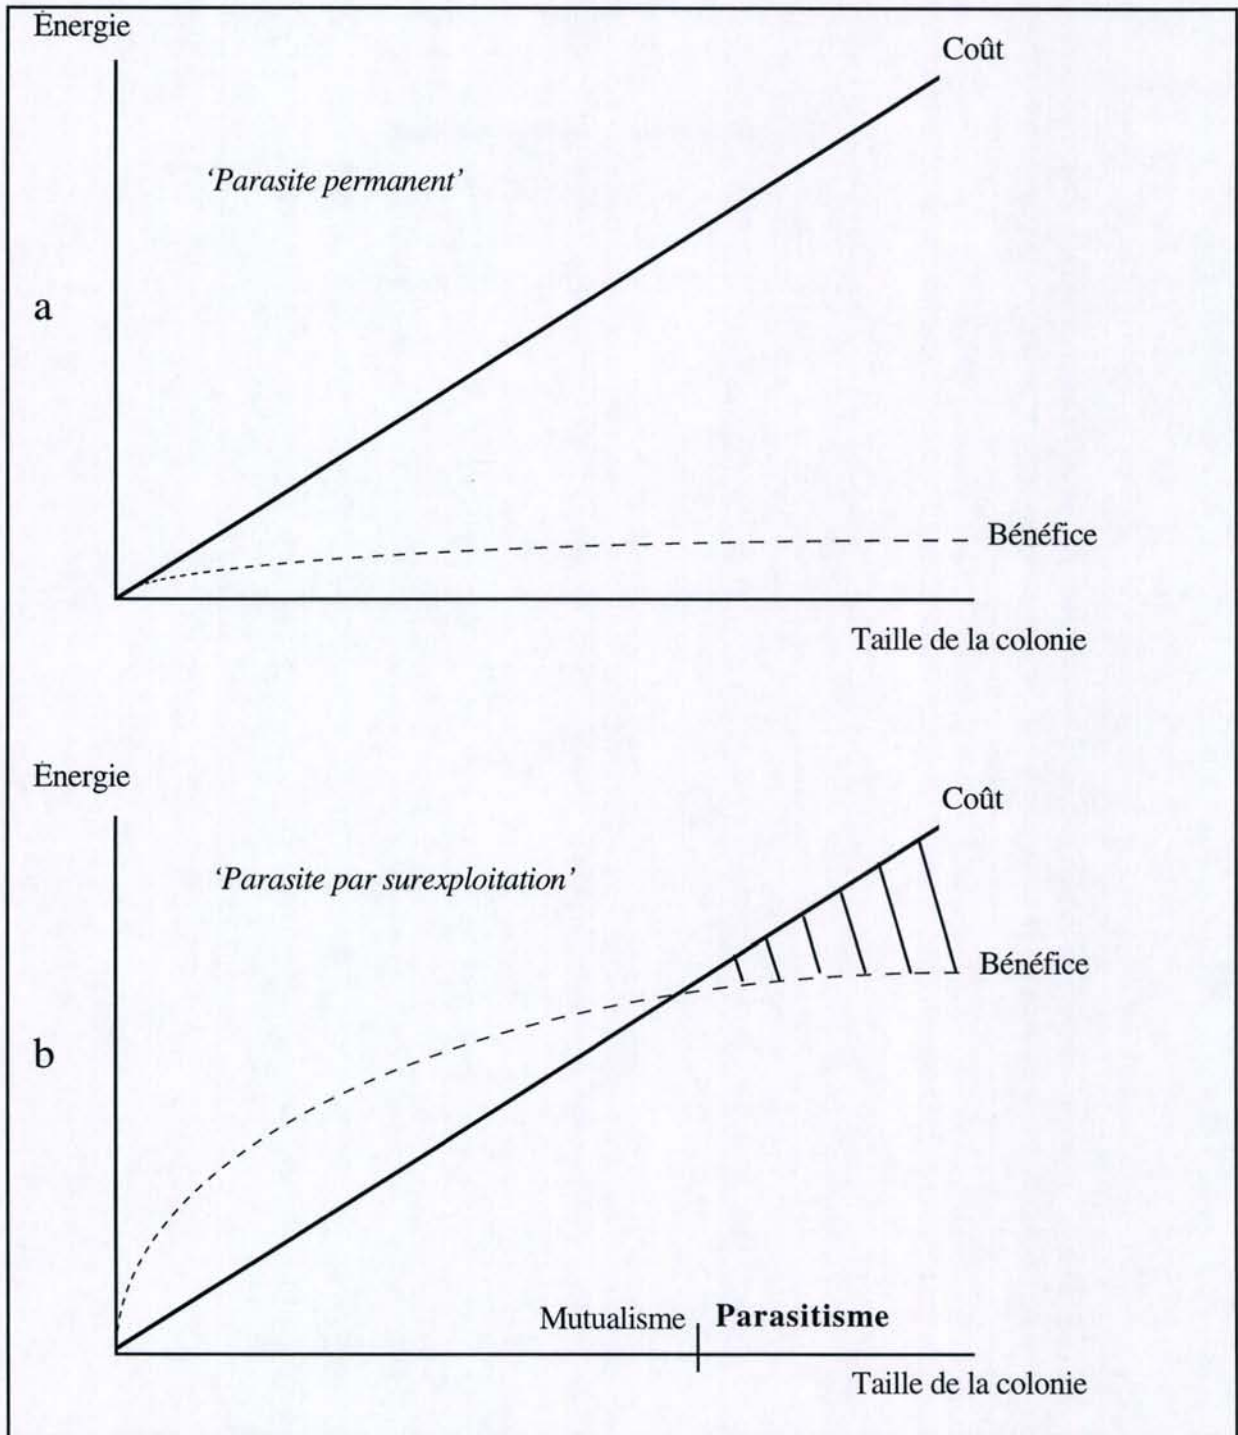 Énergie
Coût
‘Parasite permanent’
a
Bénéfice
Taille de la colonie
Énergie
Coût
‘Parasite par surexploitation’
Bénéfice
b
Mutualisme Parasitisme
Taille de la colonie